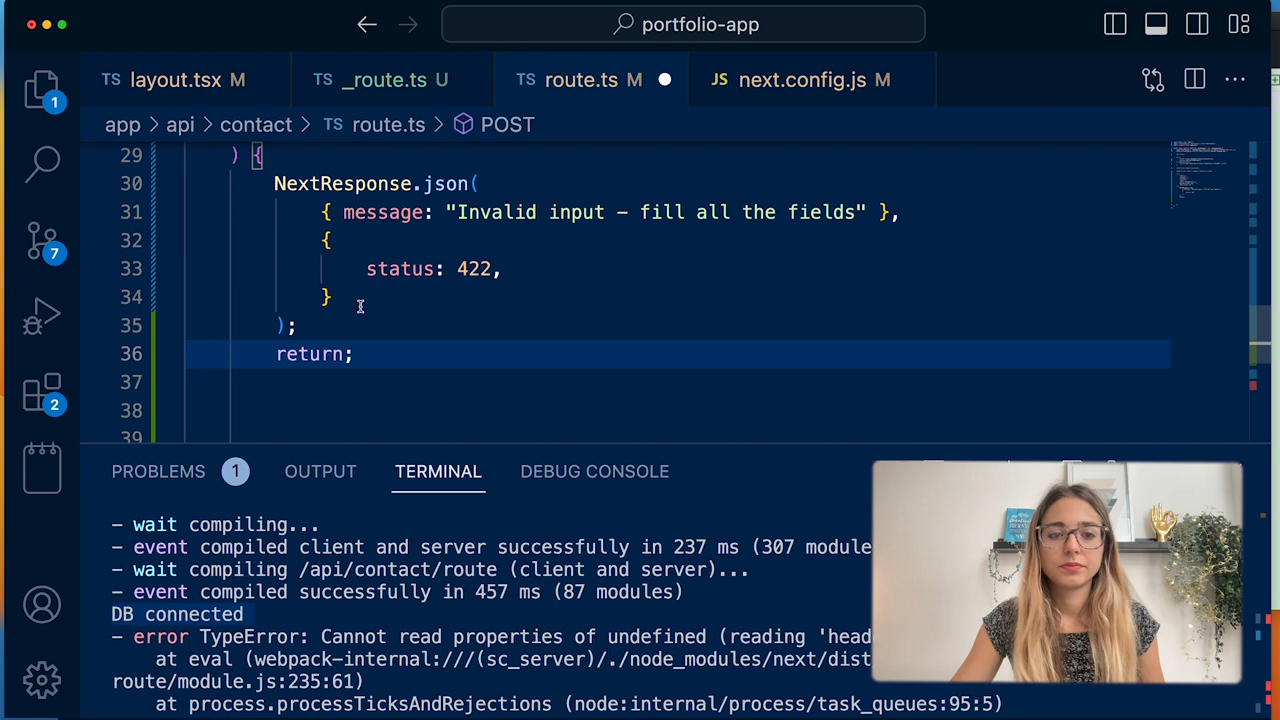 portfolio-app
TS layout.tsx M
TS _route.ts U
TS route.ts M
JS next.config.js M
app > api > contact > TS route.ts > POST
1
7
2
29 ) {
30 NextResponse.json(
31 { message: "Invalid input – fill all the fields" },
32 {
33 status: 422,
34 }
35 );
36 return;
37
38
39
PROBLEMS 1 OUTPUT TERMINAL DEBUG CONSOLE
- wait compiling...
- event compiled client and server successfully in 237 ms (307 module
- wait compiling /api/contact/route (client and server)...
- event compiled successfully in 457 ms (87 modules)
DB connected
- error TypeError: Cannot read properties of undefined (reading 'head
at eval (webpack-internal:///(sc_server)/./node_modules/next/dist
route/module.js:235:61)
at process.processTicksAndRejections (node:internal/process/task_queues:95:5)